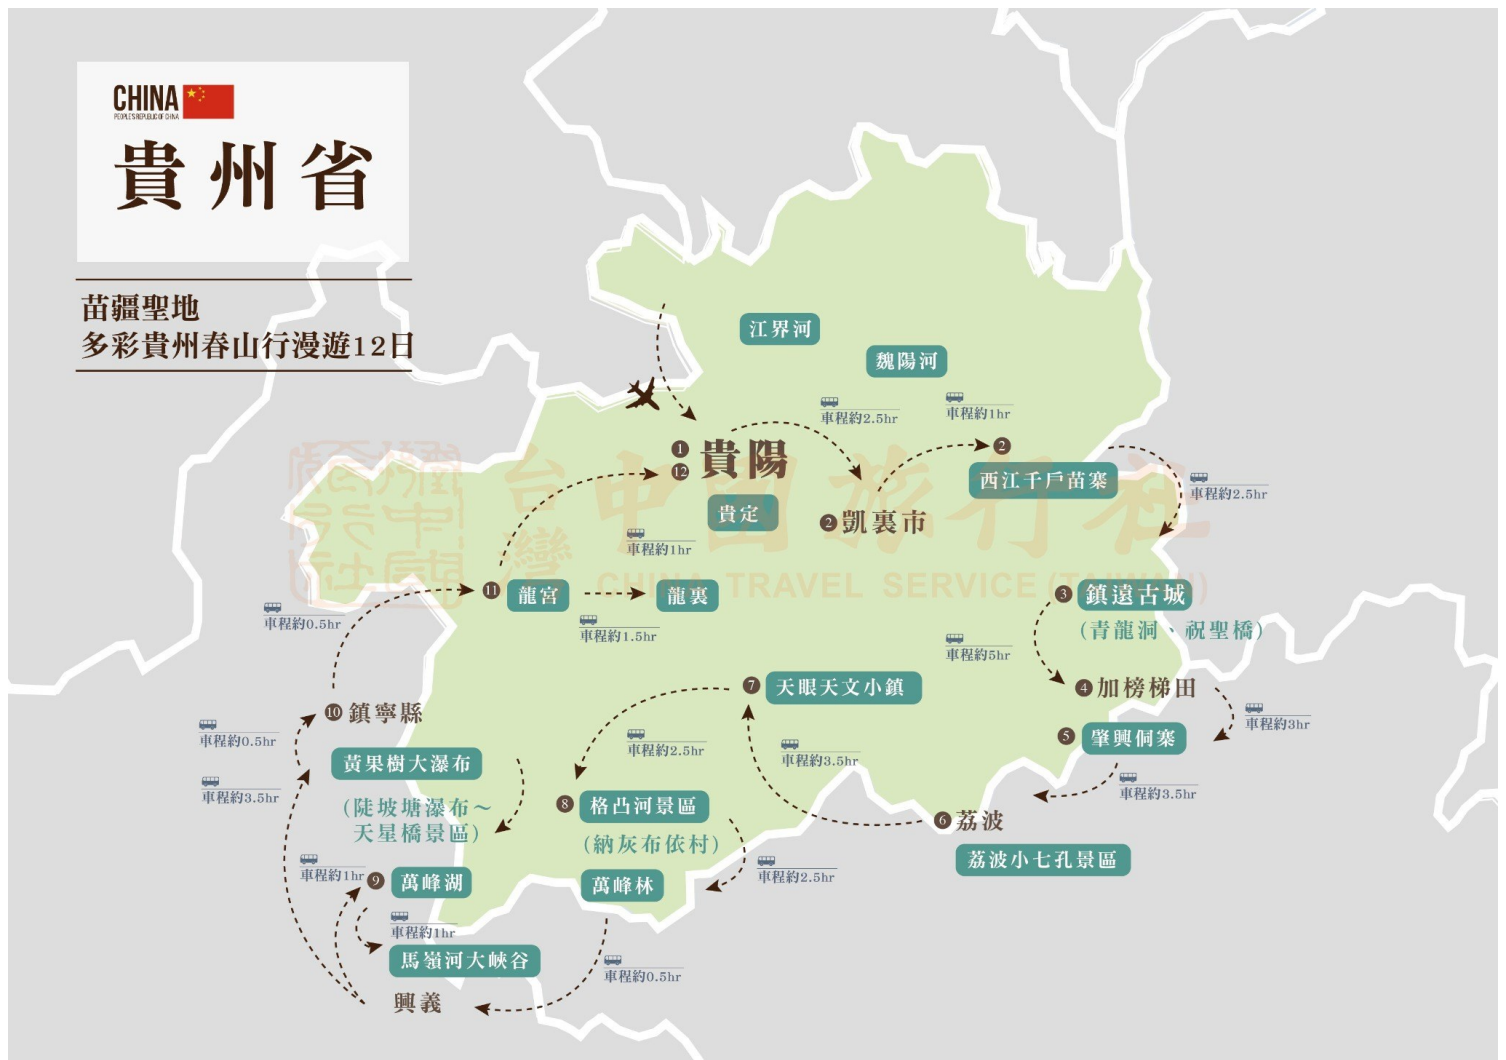 CHINA
PEOPLE'S REPUBLIC OF CHINA
貴州省
苗疆聖地
多彩貴州春山行漫遊12日
江界河
魏陽河
車程約2.5hr
車程約1hr
1
12
貴陽
貴定
2
西江千戶苗寨
車程約2.5hr
2
凱裏市
車程約1hr
台灣中國旅行社
CHINA TRAVEL SERVICE (TAIWAN)
11
龍宮
龍裏
車程約1.5hr
車程約0.5hr
3
鎮遠古城
(青龍洞、祝聖橋)
車程約5hr
4
加榜梯田
車程約3hr
7
天眼天文小鎮
10
鎮寧縣
車程約0.5hr
車程約2.5hr
車程約3.5hr
5
肇興侗寨
車程約3.5hr
黃果樹大瀑布
(陡坡塘瀑布～
天星橋景區)
車程約3.5hr
8
格凸河景區
(納灰布依村)
6
荔波
荔波小七孔景區
車程約1hr
9
萬峰湖
萬峰林
車程約2.5hr
車程約1hr
馬嶺河大峽谷
車程約0.5hr
興義